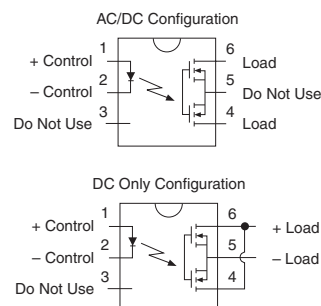 AC/DC Configuration
1 6
+ Control Load
2 5
– Control Do Not Use
3 4
Do Not Use Load
DC Only Configuration
1 6
+ Control + Load
2 5
– Control – Load
3 4
Do Not Use